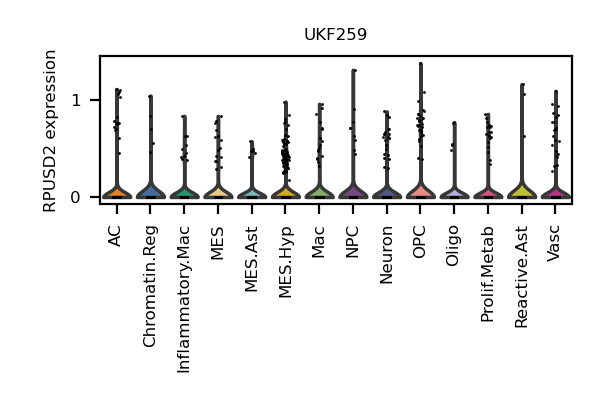 UKF259
RPUSD2 expression
1
0
AC
Chromatin.Reg
Inflammatory.Mac
MES
MES.Ast
MES.Hyp
Mac
NPC
Neuron
OPC
Oligo
Prolif.Metab
Reactive.Ast
Vasc